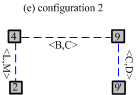 (e) configuration 2
4 9
<B,C>
<L,M> <C,D>
2 9'